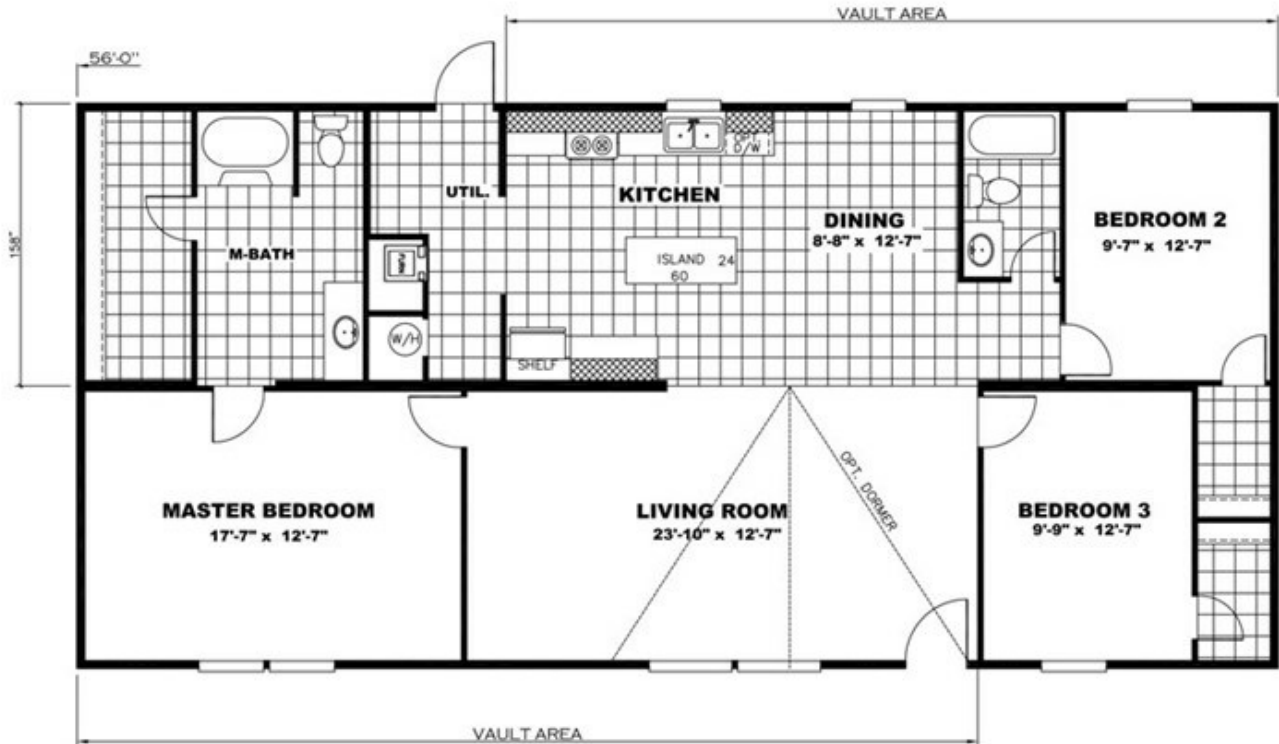 VAULT AREA
56'-0"
158"
UTIL.
OPT.
D/W
KITCHEN
DINING
8'-8" x 12'-7"
BEDROOM 2
9'-7" x 12'-7"
M-BATH
FURN
ISLAND 24
60
W/H
SHELF
MASTER BEDROOM
17'-7" x 12'-7"
LIVING ROOM
23'-10" x 12'-7"
OPT. DORMER
BEDROOM 3
9'-9" x 12'-7"
VAULT AREA